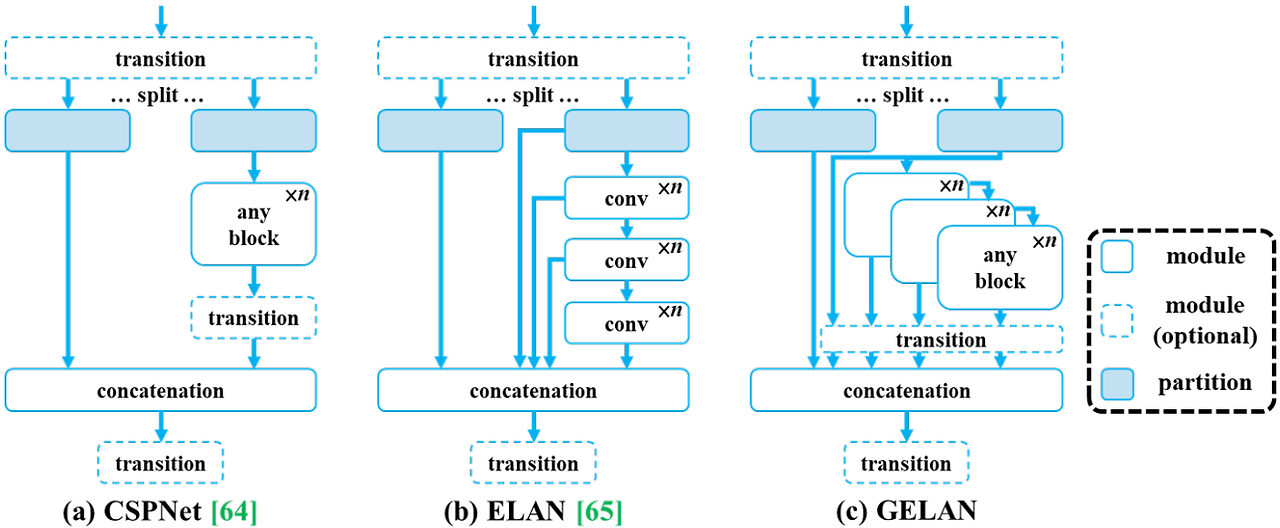 transition
… split …
×n
any
block
transition
concatenation
transition
(a) CSPNet [64]
transition
… split …
×n
conv
×n
conv
×n
conv
concatenation
transition
(b) ELAN [65]
transition
… split …
×n
×n
×n
any
block
transition
concatenation
transition
(c) GELAN
module
module
(optional)
partition